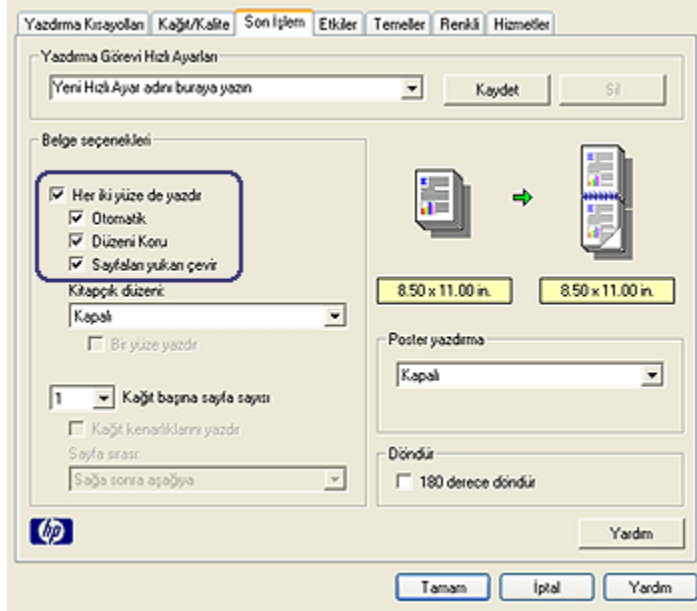 Yazdırma Kısayolları Kağıt/Kalite Son İşlem Etkiler Temeller Renkli Hizmetler
Yazdırma Görevi Hızlı Ayarları
Yeni Hızlı Ayar adını buraya yazın
Kaydet
Sil
Belge seçenekleri
Her iki yüze de yazdır
Otomatik
Düzeni Koru
Sayfaları yukarı çevir
Kitapçık düzeni:
Kapalı
Bir yüze yazdır
1 Kağıt başına sayfa sayısı
Kağıt kenarlıklarını yazdır
Sayfa sırası:
Sağa sonra aşağıya
8.50 x 11.00 in.
8.50 x 11.00 in.
Poster yazdırma
Kapalı
Döndür
180 derece döndür
hp
Yardım
Tamam İptal Yardım